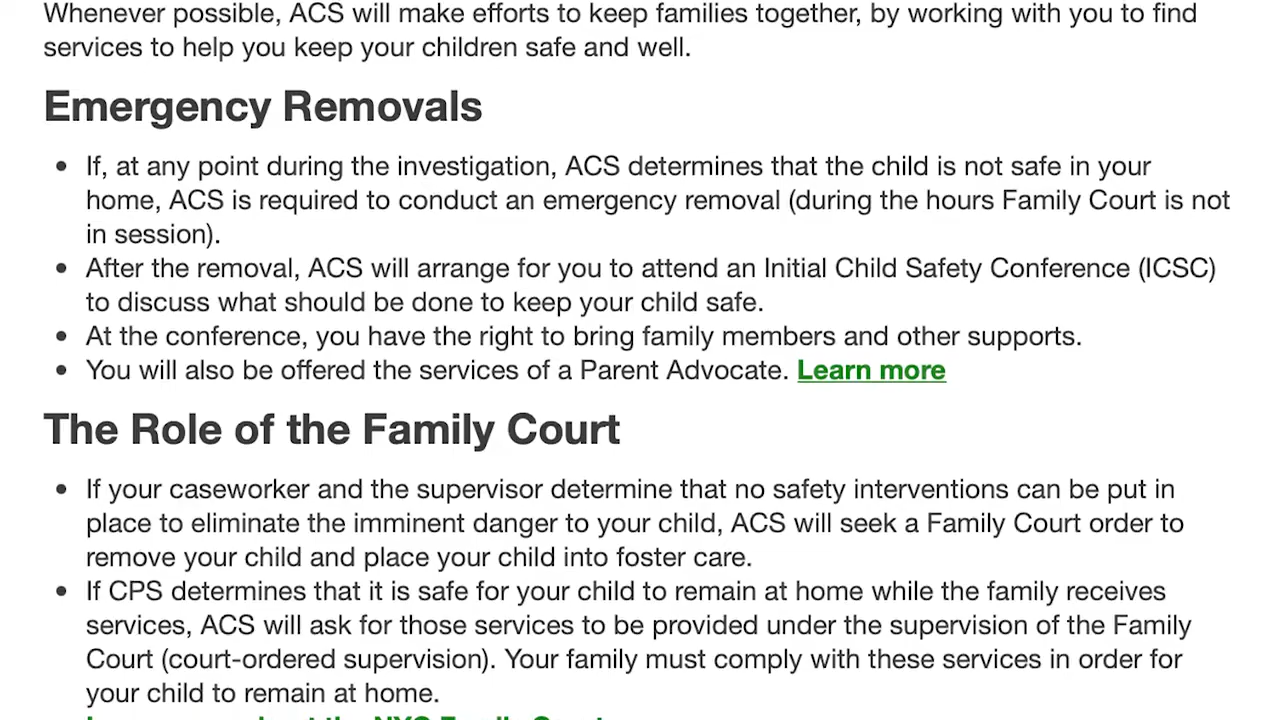 Whenever possible, ACS will make efforts to keep families together, by working with you to find
services to help you keep your children safe and well.
Emergency Removals
• If, at any point during the investigation, ACS determines that the child is not safe in your
home, ACS is required to conduct an emergency removal (during the hours Family Court is not
in session).
• After the removal, ACS will arrange for you to attend an Initial Child Safety Conference (ICSC)
to discuss what should be done to keep your child safe.
• At the conference, you have the right to bring family members and other supports.
• You will also be offered the services of a Parent Advocate. Learn more
The Role of the Family Court
• If your caseworker and the supervisor determine that no safety interventions can be put in
place to eliminate the imminent danger to your child, ACS will seek a Family Court order to
remove your child and place your child into foster care.
• If CPS determines that it is safe for your child to remain at home while the family receives
services, ACS will ask for those services to be provided under the supervision of the Family
Court (court-ordered supervision). Your family must comply with these services in order for
your child to remain at home.
about the NYC Family Court